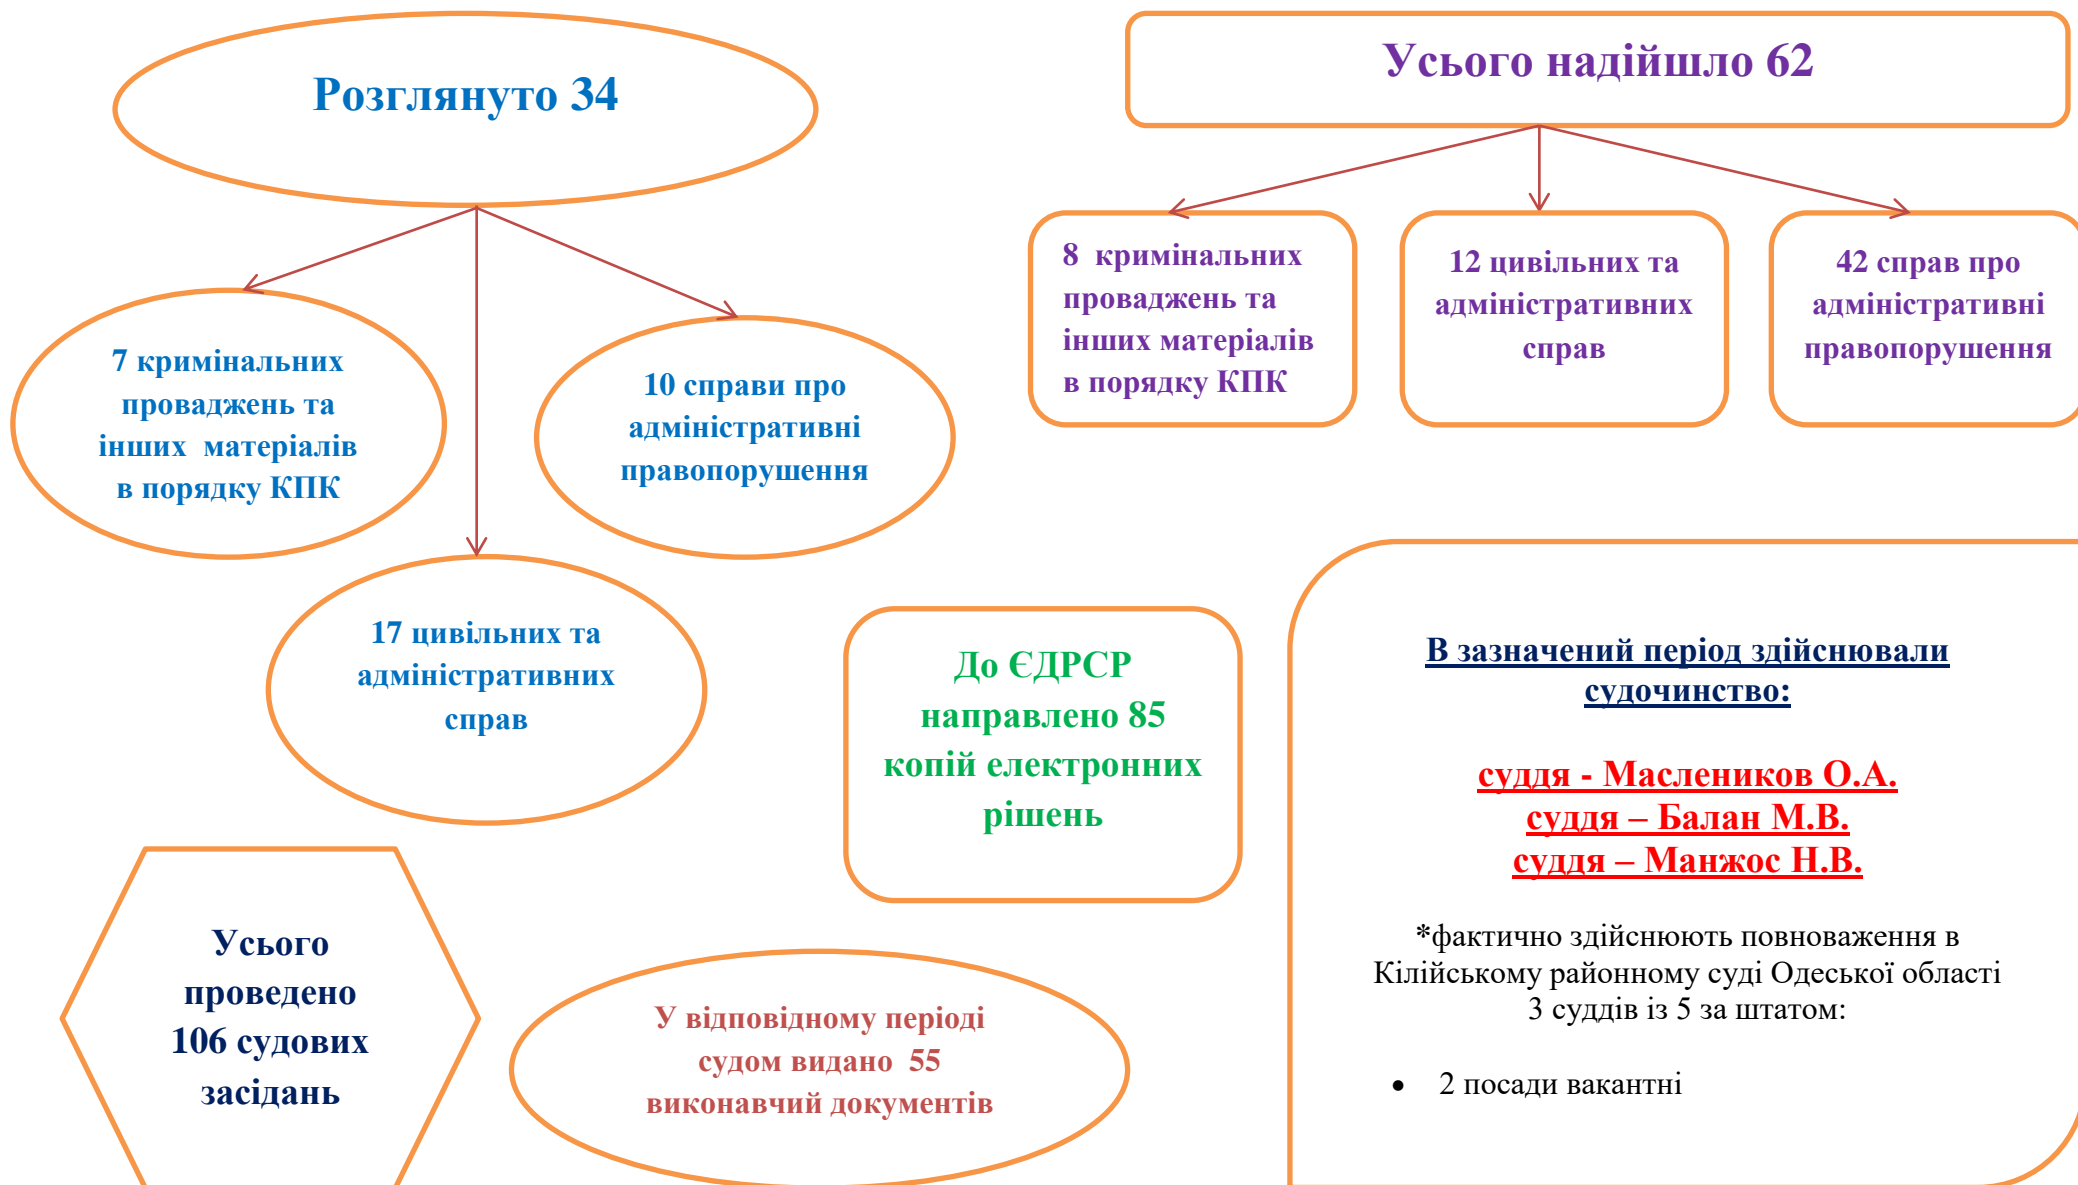 Розглянуто 34
7 кримінальних
проваджень та
інших  матеріалів
в порядку КПК
10 справи про
адміністративні
правопорушення
17 цивільних та
адміністративних
справ
Усього надійшло 62
8  кримінальних
проваджень та
інших матеріалів
в порядку КПК
12 цивільних та
адміністративних
справ
42 справ про
адміністративні
правопорушення
До ЄДРСР
направлено 85
копій електронних
рішень
В зазначений період здійснювали
судочинство:
суддя - Маслеников О.А.
суддя – Балан М.В.
суддя – Манжос Н.В.
*фактично здійснюють повноваження в
Кілійському районному суді Одеської області
3 суддів із 5 за штатом:
• 2 посади вакантні
Усього
проведено
106 судових
засідань
У відповідному періоді
судом видано  55
виконавчий документів